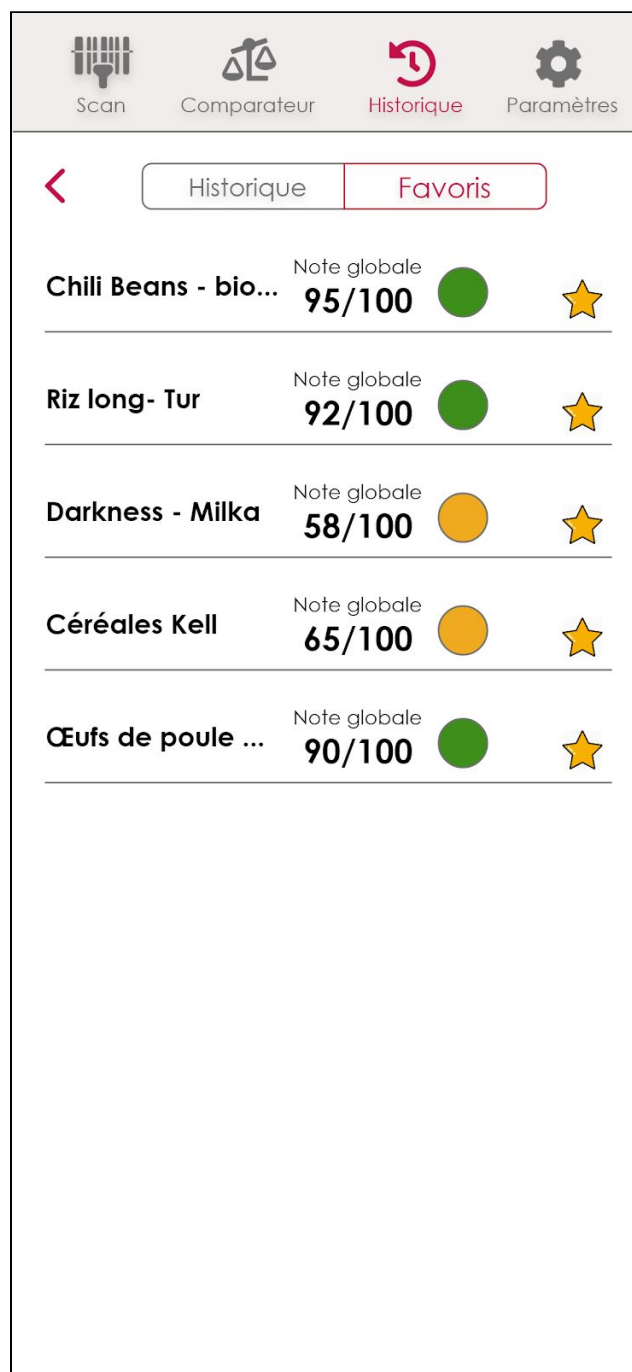 Scan Comparateur Historique Paramètres
Historique Favoris
Note globale
Chili Beans - bio...
95/100
Note globale
Riz long- Tur
92/100
Note globale
Darkness - Milka
58/100
Note globale
Céréales Kell
65/100
Note globale
Œufs de poule ...
90/100